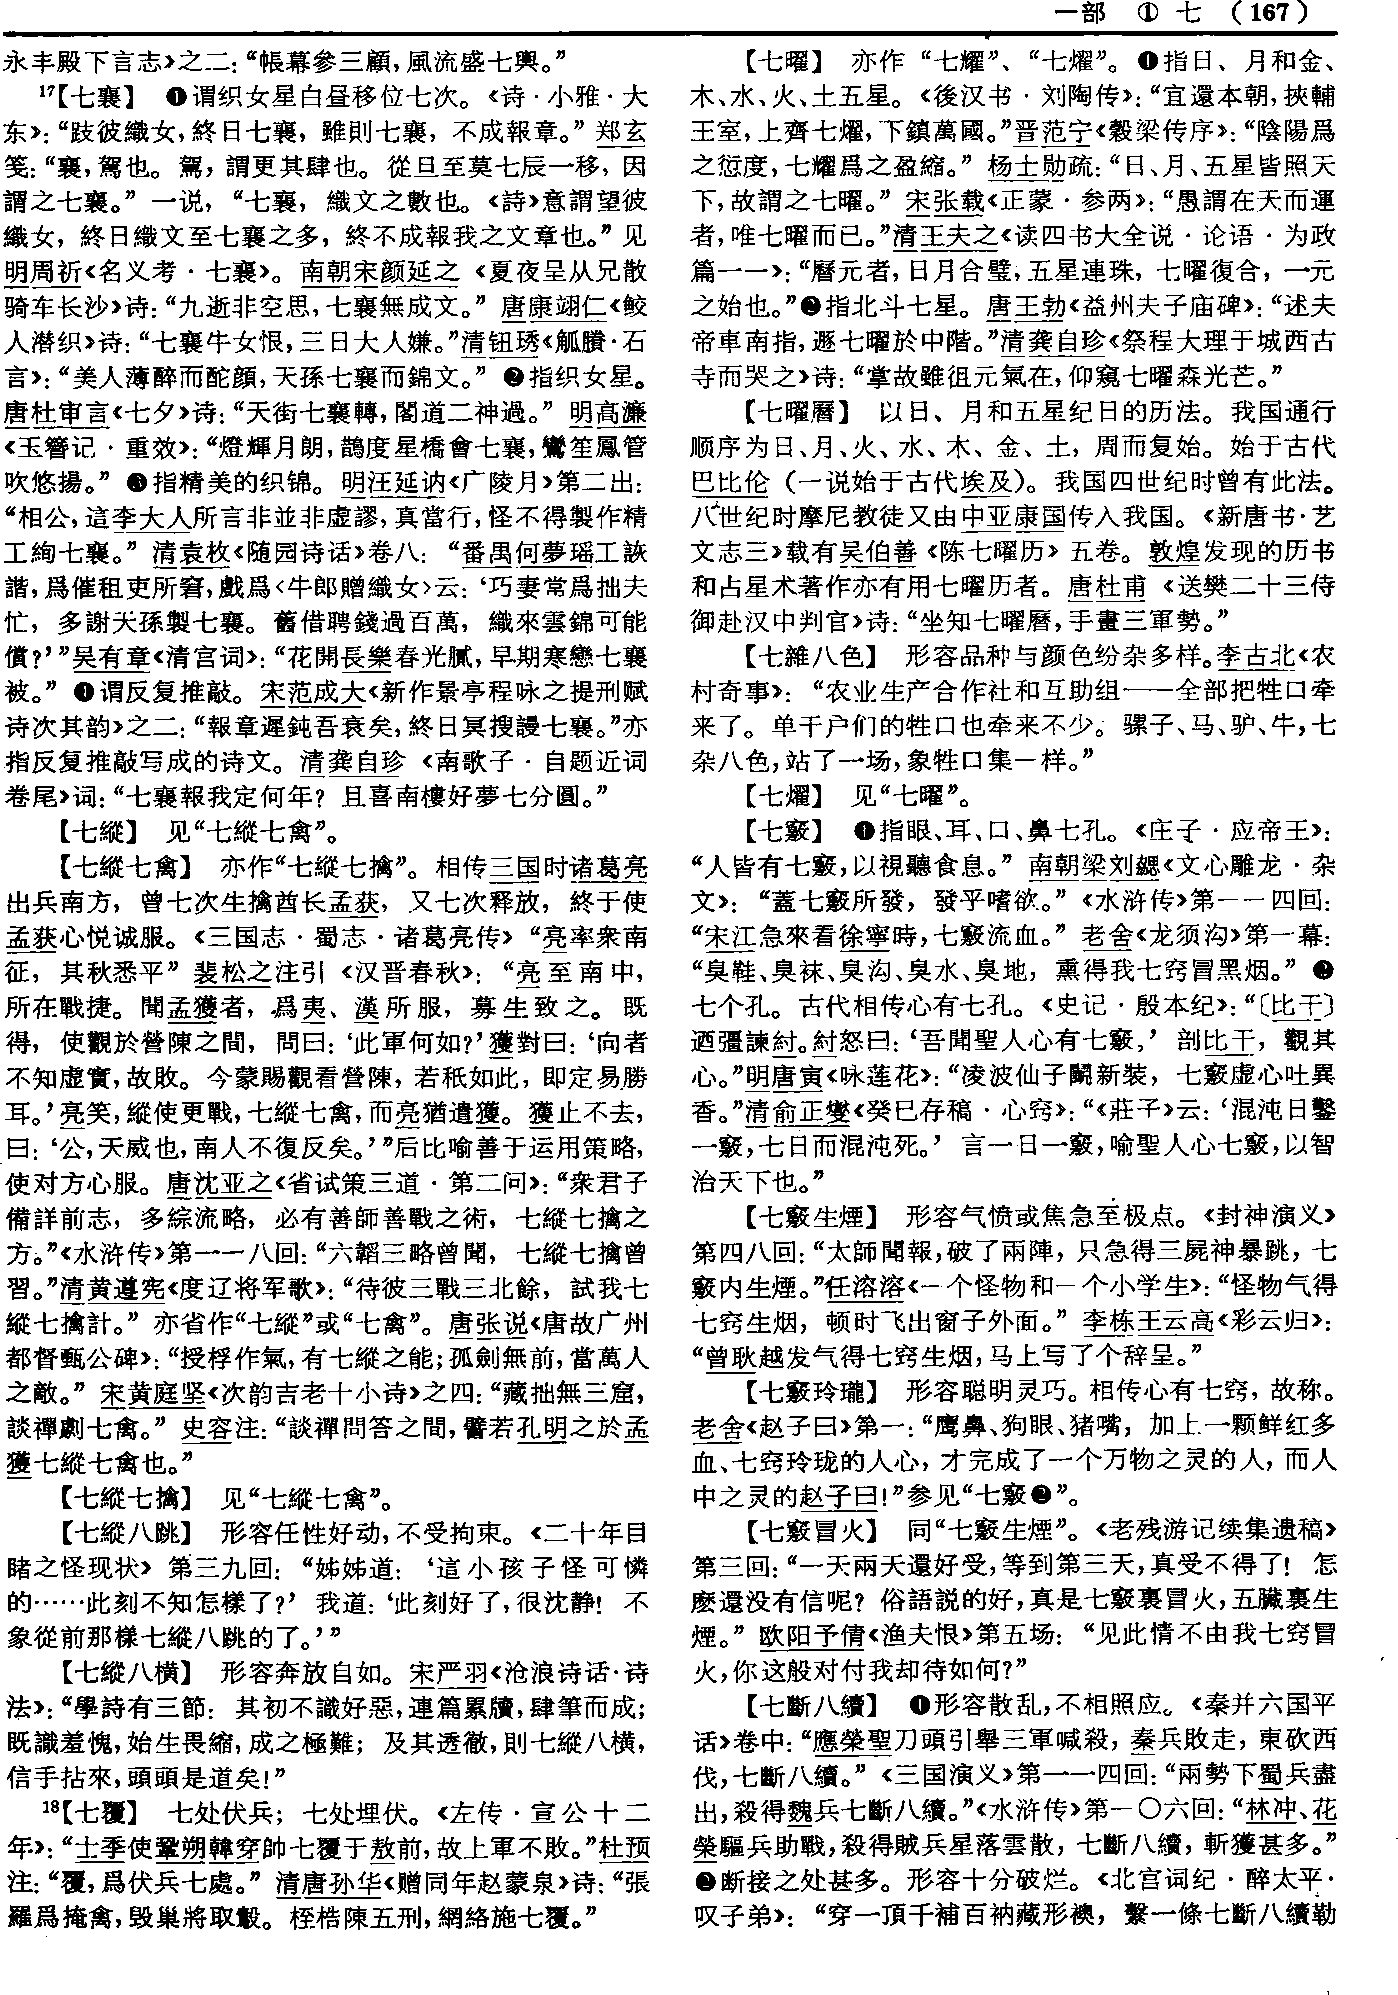 一部 ① 七 （167）
永丰殿下言志》之二：“帳幕參三顧，風流盛七輿。”
17【七襄】 ❶谓织女星白昼移位七次。《诗·小雅·大
东》：“跂彼織女，終日七襄，雖則七襄，不成報章。”郑玄
笺：“襄，駕也。駕，謂更其肆也。從旦至莫七辰一移，因
謂之七襄。”一说，“七襄，織文之數也。《詩》意謂望彼
織女，終日織文至七襄之多，終不成報我之文章也。”见
明周祈《名义考·七襄》。南朝宋颜延之《夏夜呈从兄散
骑车长沙》诗：“九逝非空思，七襄無成文。”唐康翊仁《鲛
人潜织》诗：“七襄牛女恨，三日大人嫌。”清钮琇《觚賸·石
言》：“美人薄醉而酡顔，天孫七襄而錦文。”❷指织女星。
唐杜审言《七夕》诗：“天街七襄轉，閣道二神過。”明高濂
《玉簪记·重效》：“燈輝月朗，鵲度星橋會七襄，鸞笙鳳管
吹悠揚。”❸指精美的织锦。明汪廷讷《广陵月》第二出：
“相公，這李大人所言非並非虚謬，真當行，怪不得製作精
工絢七襄。”清袁枚《随园诗话》卷八：“番禺何夢瑶工詼
諧，爲催租吏所窘，戲爲〈牛郎贈織女〉云：‘巧妻常爲拙夫
忙，多謝天孫製七襄。舊借聘錢過百萬，織來雲錦可能
償？’”吴有章《清宫词》：“花開長樂春光膩，早期寒戀七襄
被。”❹谓反复推敲。宋范成大《新作景亭程咏之提刑赋
诗次其韵》之二：“報章遲鈍吾衰矣，終日冥搜謾七襄。”亦
指反复推敲写成的诗文。清龚自珍《南歌子·自题近词
卷尾》词：“七襄報我定何年？且喜南樓好夢七分圓。”
【七縱】 见“七縱七禽”。
【七縱七禽】 亦作“七縱七擒”。相传三国时诸葛亮
出兵南方，曾七次生擒酋长孟获，又七次释放，终于使
孟获心悦诚服。《三国志·蜀志·诸葛亮传》“亮率衆南
征，其秋悉平”裴松之注引《汉晋春秋》：“亮至南中，
所在戰捷。聞孟獲者，爲夷、漢所服，募生致之。既
得，使觀於營陳之間，問曰：‘此軍何如？’獲對曰：‘向者
不知虚實，故敗。今蒙賜觀看營陳，若秖如此，即定易勝
耳。’亮笑，縱使更戰，七縱七禽，而亮猶遣獲。獲止不去，
曰：‘公，天威也，南人不復反矣。’”后比喻善于运用策略，
使对方心服。唐沈亚之《省试策三道·第二问》：“衆君子
備詳前志，多綜流略，必有善師善戰之術，七縱七擒之
方。”《水浒传》第一一八回：“六韜三略曾聞，七縱七擒曾
習。”清黄遵宪《度辽将军歌》：“待彼三戰三北餘，試我七
縱七擒計。”亦省作“七縱”或“七禽”。唐张说《唐故广州
都督甄公碑》：“授桴作氣，有七縱之能；孤劍無前，當萬人
之敵。”宋黄庭坚《次韵吉老十小诗》之四：“藏拙無三窟，
談禪劇七禽。”史容注：“談禪問答之間，譬若孔明之於孟
獲七縱七禽也。”
【七縱七擒】 见“七縱七禽”。
【七縱八跳】 形容任性好动，不受拘束。《二十年目
睹之怪现状》第三九回：“姊姊道：‘這小孩子怪可憐
的……此刻不知怎樣了？’我道：‘此刻好了，很沈静！不
象從前那樣七縱八跳的了。’”
【七縱八橫】 形容奔放自如。宋严羽《沧浪诗话·诗
法》：“學詩有三節：其初不識好惡，連篇累牘，肆筆而成；
既識羞愧，始生畏縮，成之極難；及其透徹，則七縱八橫，
信手拈來，頭頭是道矣！”
18【七覆】 七处伏兵；七处埋伏。《左传·宣公十二
年》：“士季使鞏朔韓穿帥七覆于敖前，故上軍不敗。”杜预
注：“覆，爲伏兵七處。”清唐孙华《赠同年赵蒙泉》诗：“張
羅爲掩禽，毁巢將取鷇。桎梏陳五刑，網絡施七覆。”
【七曜】 亦作“七耀”、“七燿”。❶指日、月和金、
木、水、火、土五星。《後汉书·刘陶传》：“宜還本朝，挾輔
王室，上齊七燿，下鎮萬國。”晋范宁《穀梁传序》：“陰陽爲
之愆度，七耀爲之盈縮。”杨士勋疏：“日、月、五星皆照天
下，故謂之七曜。”宋张载《正蒙·参两》：“愚謂在天而運
者，唯七曜而已。”清王夫之《读四书大全说·论语·为政
篇一一》：“曆元者，日月合璧，五星連珠，七曜復合，一元
之始也。”❷指北斗七星。唐王勃《益州夫子庙碑》：“述夫
帝車南指，遯七曜於中階。”清龚自珍《祭程大理于城西古
寺而哭之》诗：“掌故雖徂元氣在，仰窺七曜森光芒。”
【七曜曆】 以日、月和五星纪日的历法。我国通行
顺序为日、月、火、水、木、金、土，周而复始。始于古代
巴比伦（一说始于古代埃及）。我国四世纪时曾有此法。
八世纪时摩尼教徒又由中亚康国传入我国。《新唐书·艺
文志三》载有吴伯善《陈七曜历》五卷。敦煌发现的历书
和占星术著作亦有用七曜历者。唐杜甫《送樊二十三侍
御赴汉中判官》诗：“坐知七曜曆，手畫三軍勢。”
【七雜八色】 形容品种与颜色纷杂多样。李古北《农
村奇事》：“农业生产合作社和互助组——全部把牲口牵
来了。单干户们的牲口也牵来不少。骡子、马、驴、牛，七
杂八色，站了一场，象牲口集一样。”
【七燿】 见“七曜”。
【七竅】 ❶指眼、耳、口、鼻七孔。《庄子·应帝王》：
“人皆有七竅，以視聽食息。”南朝梁刘勰《文心雕龙·杂
文》：“蓋七竅所發，發乎嗜欲。”《水浒传》第一一四回：
“宋江急來看徐寧時，七竅流血。”老舍《龙须沟》第一幕：
“臭鞋、臭袜、臭沟、臭水、臭地，熏得我七窍冒黑烟。”❷
七个孔。古代相传心有七孔。《史记·殷本纪》：“〔比干〕
迺彊諫紂。紂怒曰：‘吾聞聖人心有七竅。’剖比干，觀其
心。”明唐寅《咏莲花》：“凌波仙子鬭新裝，七竅虚心吐異
香。”清俞正燮《癸巳存稿·心窍》：“《莊子》云：‘混沌日鑿
一竅，七日而混沌死。’言一日一竅，喻聖人心七竅，以智
治天下也。”
【七竅生煙】 形容气愤或焦急至极点。《封神演义》
第四八回：“太師聞報，破了兩陣，只急得三屍神暴跳，七
竅内生煙。”任溶溶《一个怪物和一个小学生》：“怪物气得
七窍生烟，顿时飞出窗子外面。”李栋王云高《彩云归》：
“曾耿越发气得七窍生烟，马上写了个辞呈。”
【七竅玲瓏】 形容聪明灵巧。相传心有七窍，故称。
老舍《赵子曰》第一：“鹰鼻、狗眼、猪嘴，加上一颗鲜红多
血、七窍玲珑的人心，才完成了一个万物之灵的人，而人
中之灵的赵子曰！”参见“七竅❷”。
【七竅冒火】 同“七竅生煙”。《老残游记续集遗稿》
第三回：“一天兩天還好受，等到第三天，真受不得了！怎
麽還没有信呢？俗語説的好，真是七竅裏冒火，五臟裏生
煙。”欧阳予倩《渔夫恨》第五场：“见此情不由我七窍冒
火，你这般对付我却待如何？”
【七斷八續】 ❶形容散乱，不相照应。《秦并六国平
话》卷中：“應榮聖刀頭引舉三軍喊殺，秦兵敗走，東砍西
伐，七斷八續。”《三国演义》第一一四回：“兩勢下蜀兵盡
出，殺得魏兵七斷八續。”《水浒传》第一〇六回：“林冲、花
榮驅兵助戰，殺得賊兵星落雲散，七斷八續，斬獲甚多。”
❷断接之处甚多。形容十分破烂。《北宫词纪·醉太平·
叹子弟》：“穿一頂千補百衲藏形襖，繫一條七斷八續勒